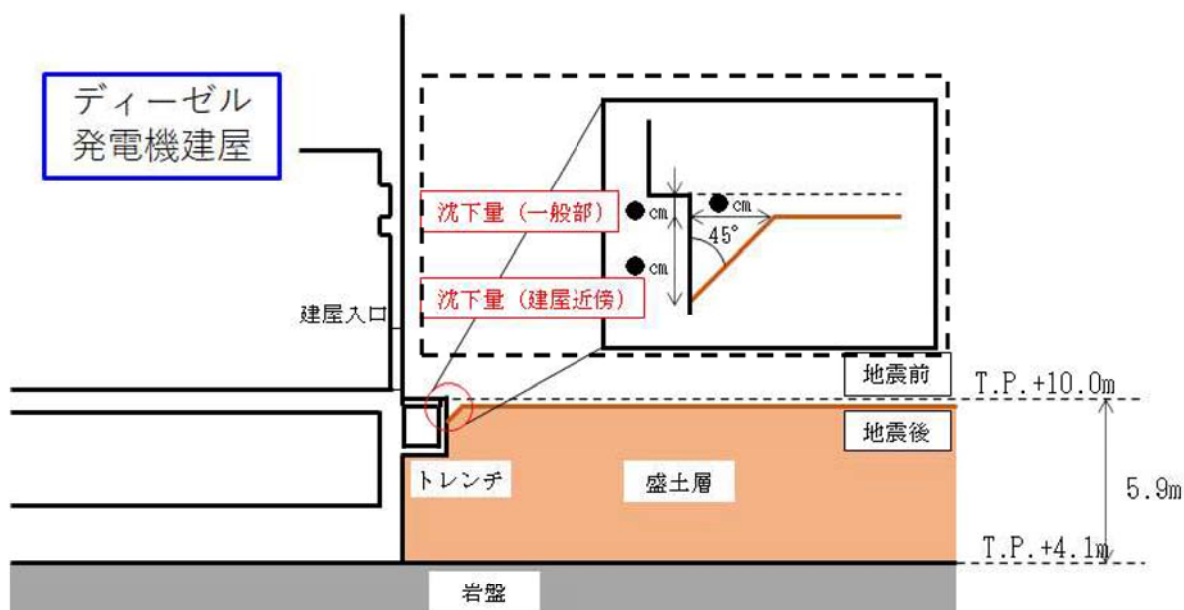 ディーゼル
発電機建屋
沈下量（一般部）
●cm
●cm
45°
●cm
沈下量（建屋近傍）
建屋入口
地震前
T.P.+10.0m
地震後
トレンチ
盛土層
5.9m
T.P.+4.1m
岩盤